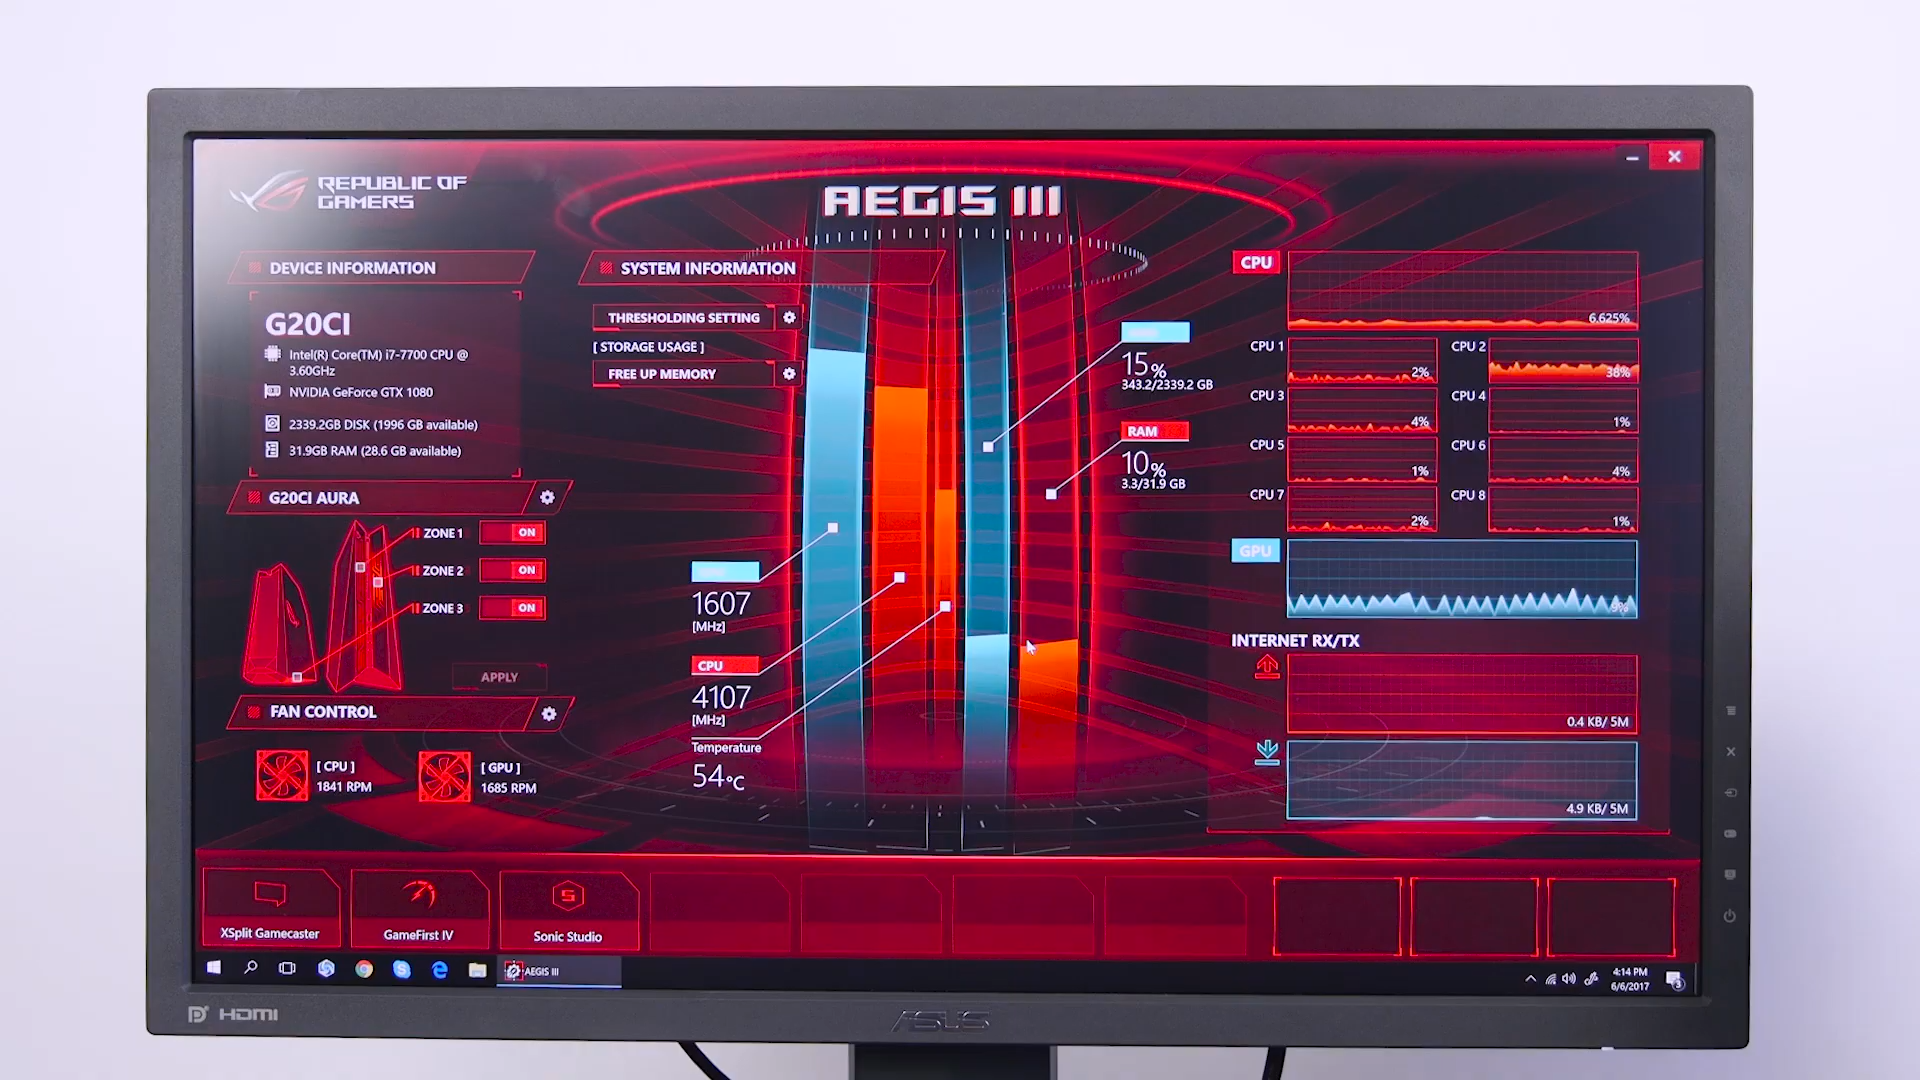 REPUBLIC OF
GAMERS
AEGIS III
DEVICE INFORMATION
G20CI
Intel(R) Core(TM) i7-7700 CPU @
3.60GHz
NVIDIA GeForce GTX 1080
2339.2GB DISK (1996 GB available)
31.9GB RAM (28.6 GB available)
G20CI AURA
ZONE 1 ON
ZONE 2 ON
ZONE 3 ON
APPLY
FAN CONTROL
[ CPU ]
1841 RPM
[ GPU ]
1685 RPM
SYSTEM INFORMATION
THRESHOLDING SETTING
[ STORAGE USAGE ]
FREE UP MEMORY
1607
[MHz]
CPU
4107
[MHz]
Temperature
54°C
15%
343.2/2339.2 GB
RAM
10%
3.3/31.9 GB
CPU
6.625%
CPU 1 2%
CPU 2 38%
CPU 3 4%
CPU 4 1%
CPU 5 1%
CPU 6 4%
CPU 7 2%
CPU 8 1%
GPU
9%
INTERNET RX/TX
0.4 KB/ 5M
4.9 KB/ 5M
XSplit Gamecaster
GameFirst IV
Sonic Studio
AEGIS III
4:14 PM
6/6/2017
3
HDMI
ASUS